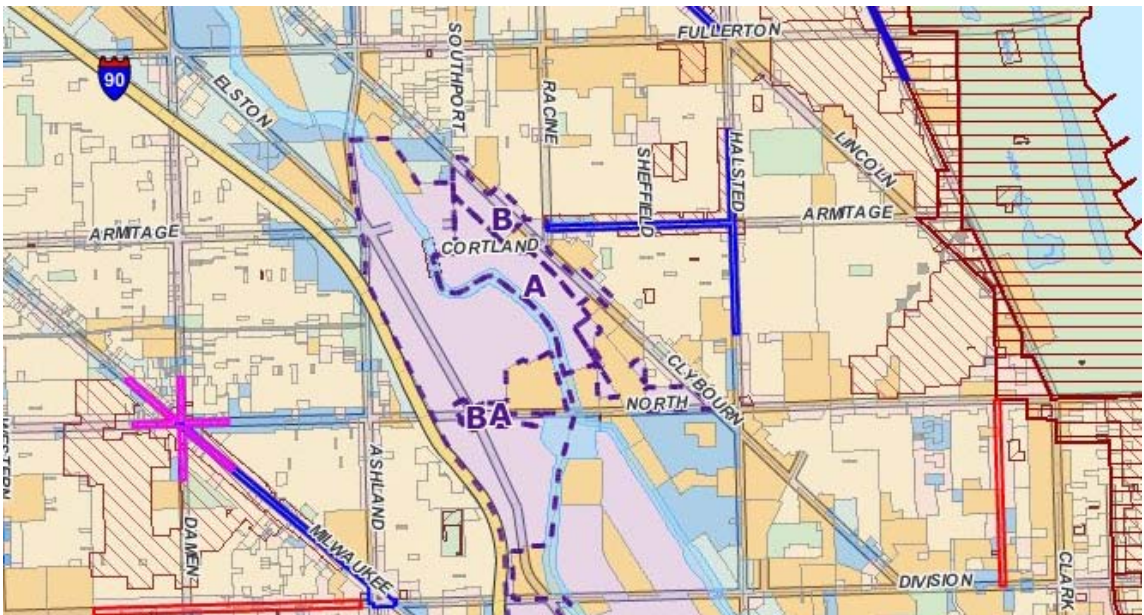 FULLERTON
SOUTHPORT
90
ELSTON
RACINE
SHEFFIELD
HALSTED
LINCOLN
ARMITAGE
B
CORTLAND
ARMITAGE
A
CLYBOURN
NORTH
BA
WESTERN
ASHLAND
DAMEN
MILWAUKEE
DIVISION
CLARK